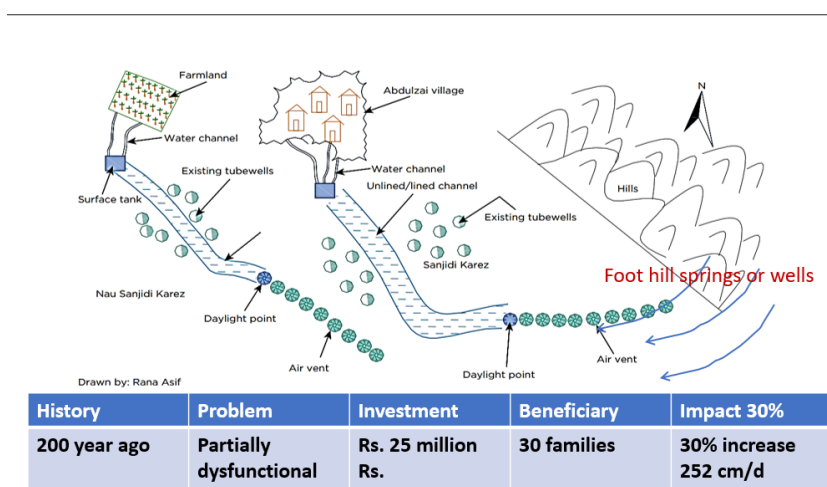 Farmland
N
Abdulzai village
Water channel
Existing tubewells
Water channel
Unlined/lined channel
Hills
Surface tank
Existing tubewells
Sanjidi Karez
Foot hill springs or wells
Nau Sanjidi Karez
Daylight point
Air vent
Air vent
Daylight point
Drawn by: Rana Asif
History Problem Investment Beneficiary Impact 30%
200 year ago Partially Rs. 25 million 30 families 30% increase
dysfunctional Rs. 252 cm/d